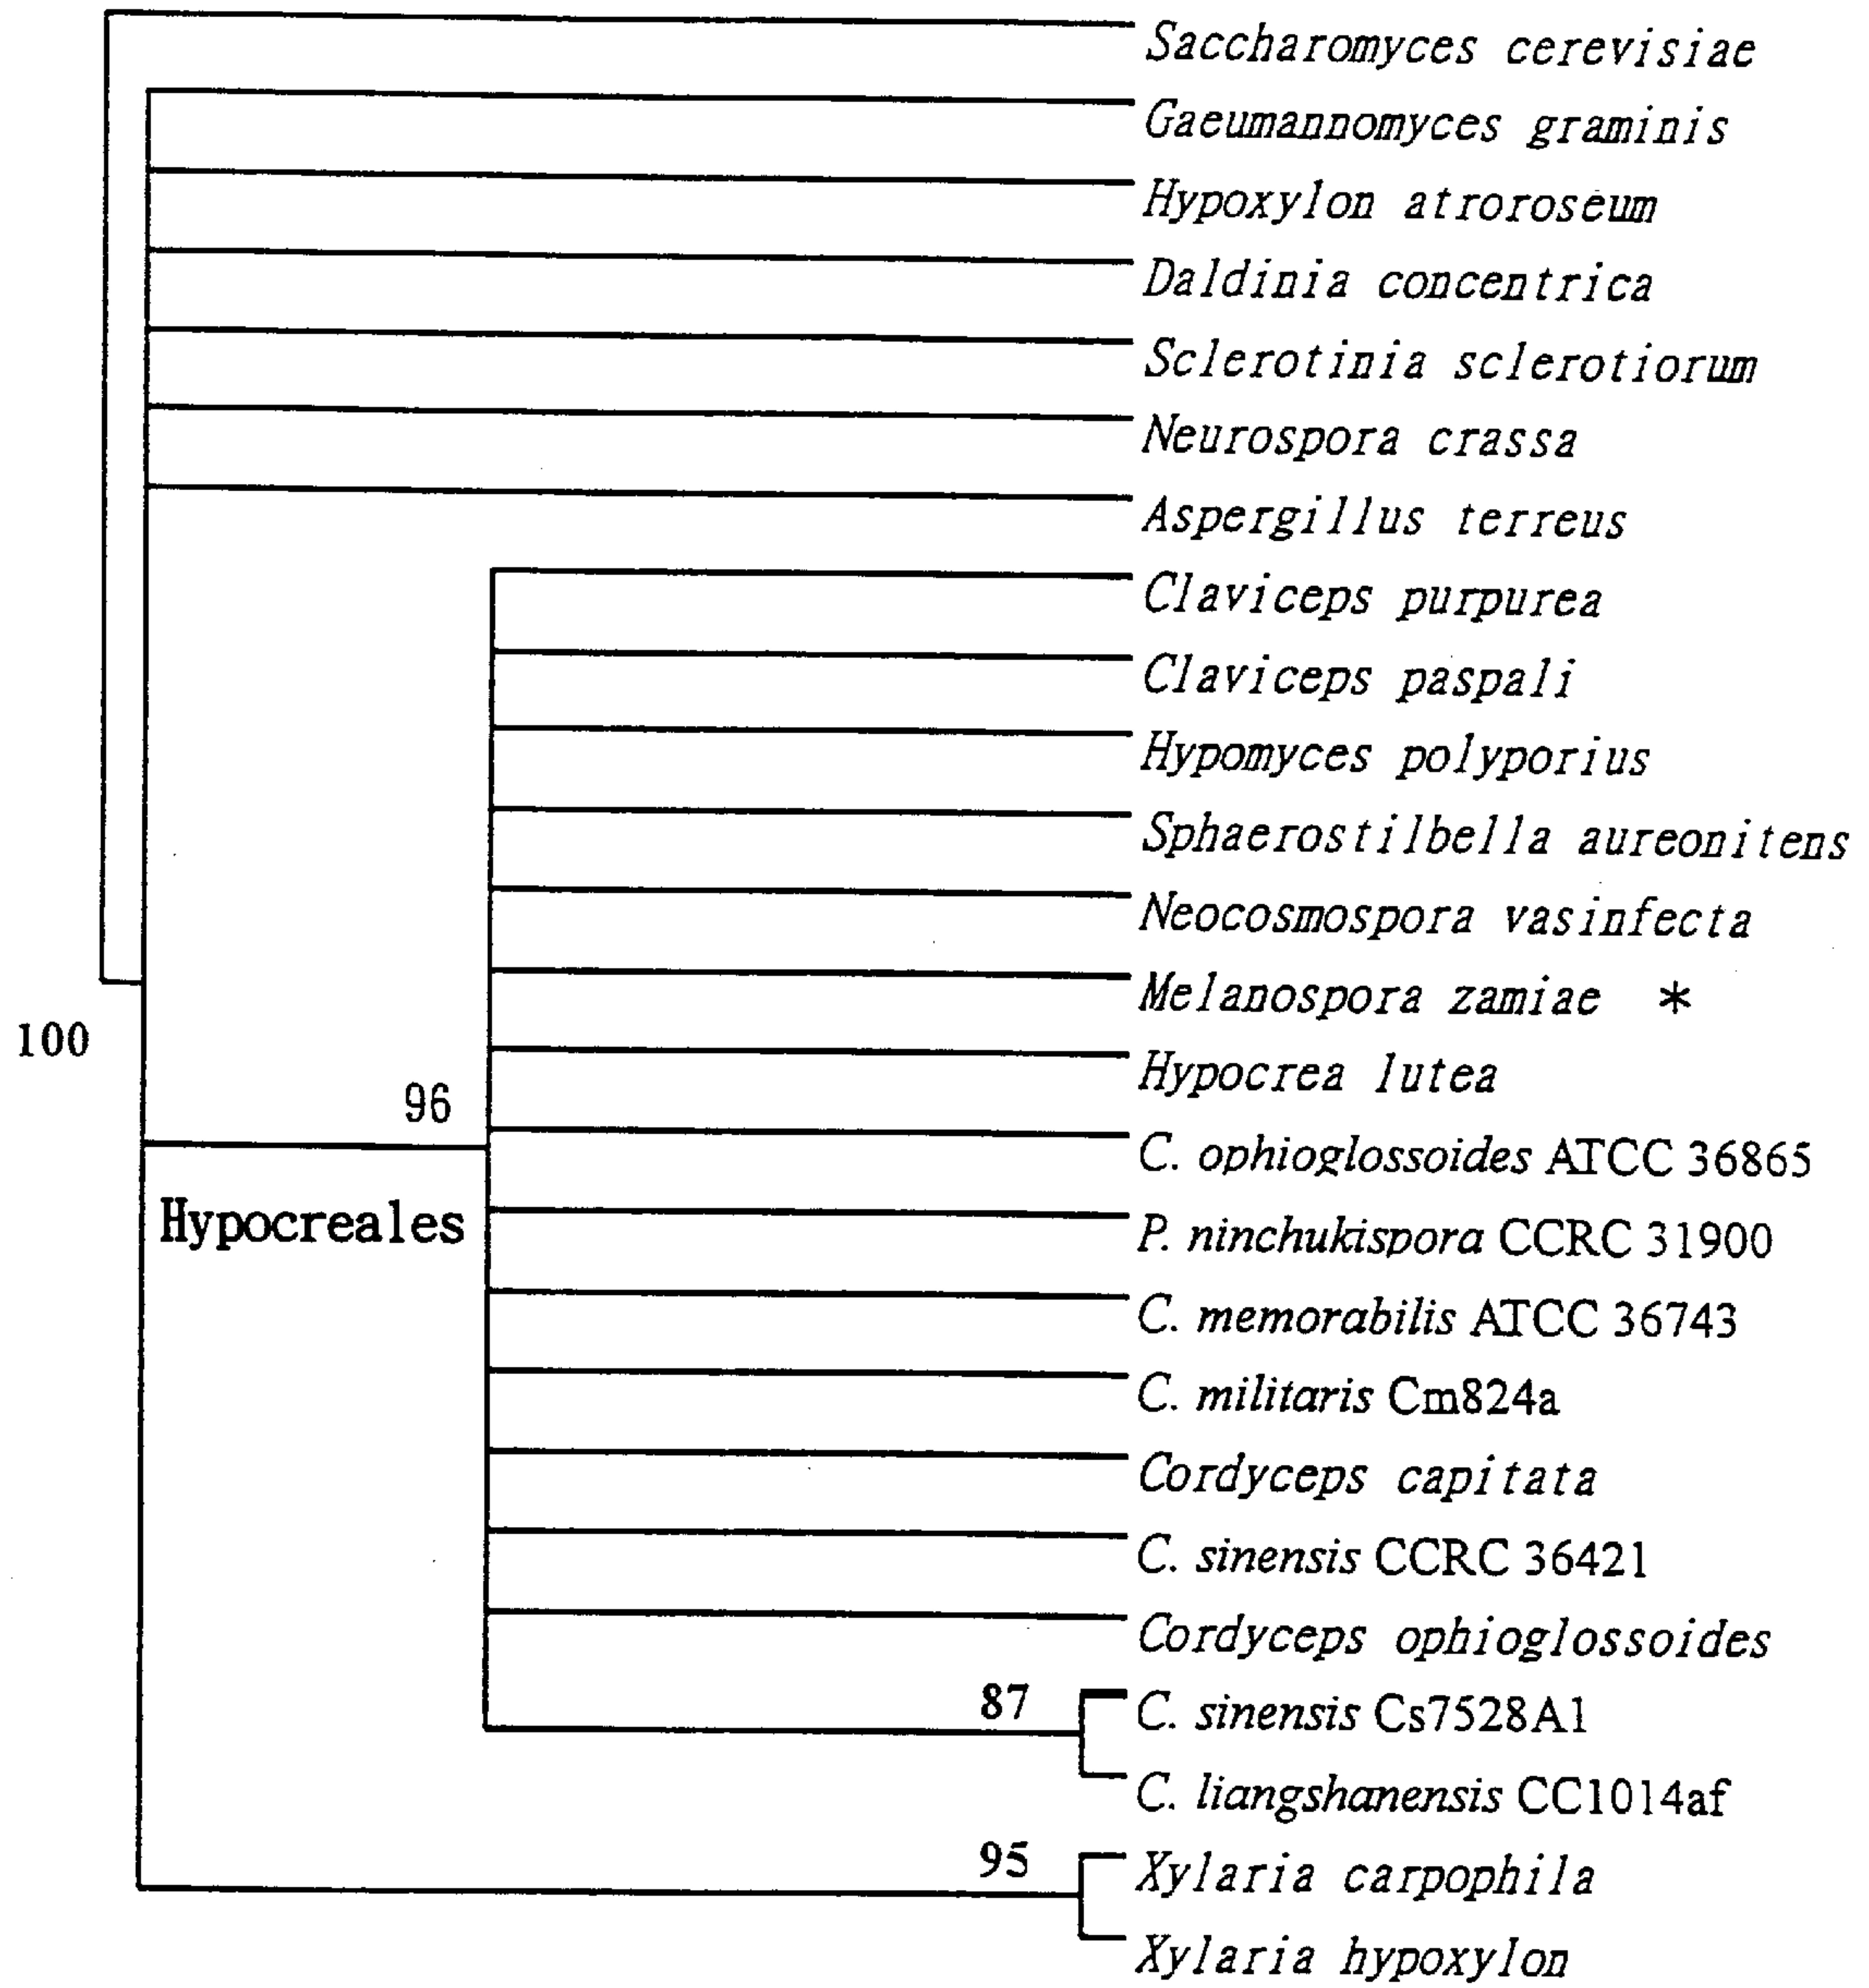 Saccharomyces cerevisiae
Gaeumannomyces graminis
Hypoxylon atroroseum
Daldinia concentrica
Sclerotinia sclerotiorum
Neurospora crassa
Aspergillus terreus
Claviceps purpurea
Claviceps paspali
Hypomyces polyporius
Sphaerostilbella aureonitens
Neocosmospora vasinfecta
Melanospora zamiae *
100
Hypocrea lutea
96
C. ophioglossoides ATCC 36865
Hypocreales
P. ninchukispora CCRC 31900
C. memorabilis ATCC 36743
C. militaris Cm824a
Cordyceps capitata
C. sinensis CCRC 36421
Cordyceps ophioglossoides
87
C. sinensis Cs7528A1
C. liangshanensis CC1014af
95
Xylaria carpophila
Xylaria hypoxylon